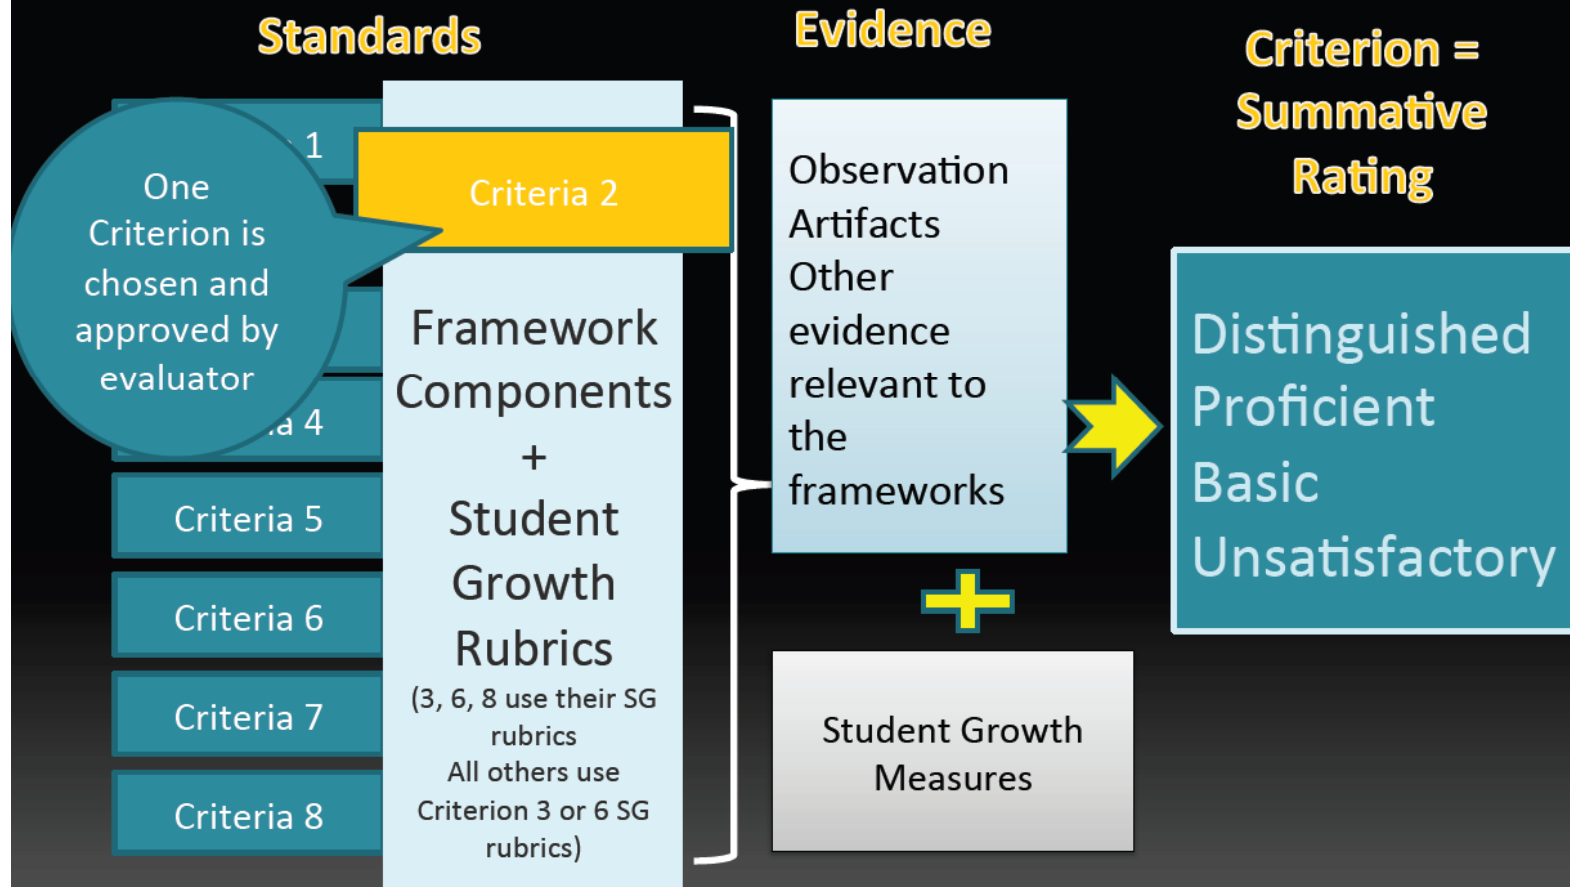 Standards
Evidence
Criterion =
Summative
Rating
1
Criteria 2
One
Criterion is
chosen and
approved by
evaluator
a 4
Criteria 5
Criteria 6
Criteria 7
Criteria 8
Framework
Components
+
Student
Growth
Rubrics
(3, 6, 8 use their SG
rubrics
All others use
Criterion 3 or 6 SG
rubrics)
Observation
Artifacts
Other
evidence
relevant to
the
frameworks
Student Growth
Measures
Distinguished
Proficient
Basic
Unsatisfactory